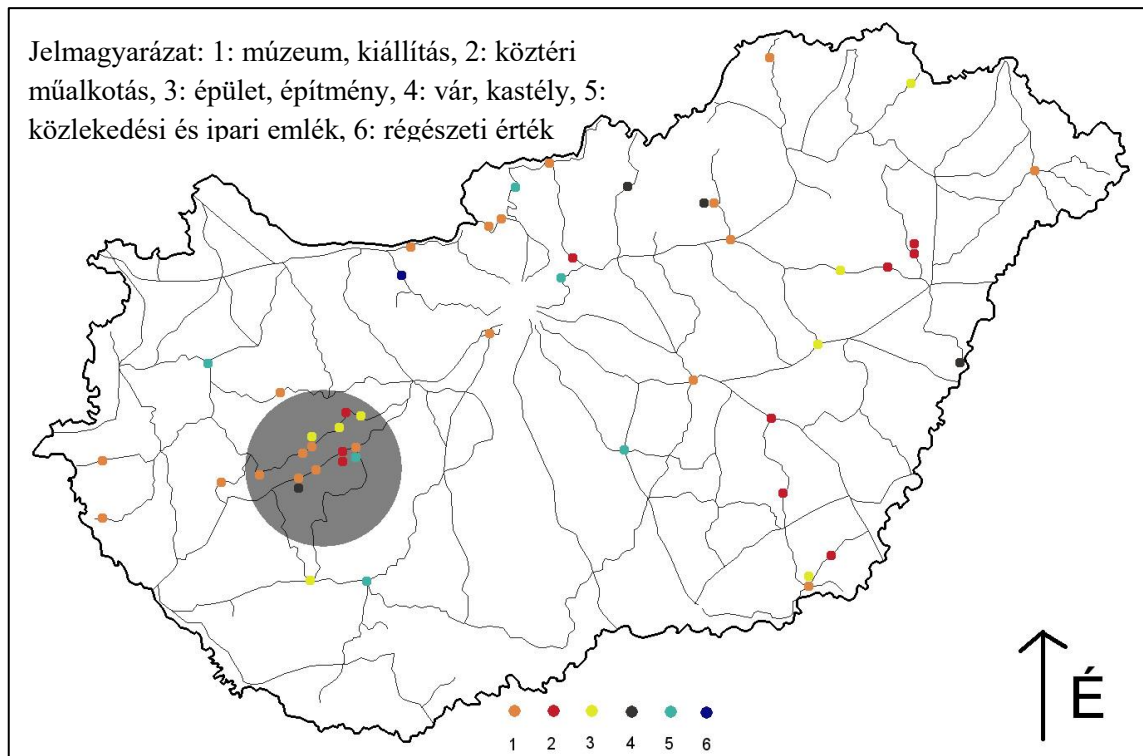 Jelmagyarázat: 1: múzeum, kiállítás, 2: köztéri
műalkotás, 3: épület, építmény, 4: vár, kastély, 5:
közlekedési és ipari emlék, 6: régészeti érték
É
1 2 3 4 5 6